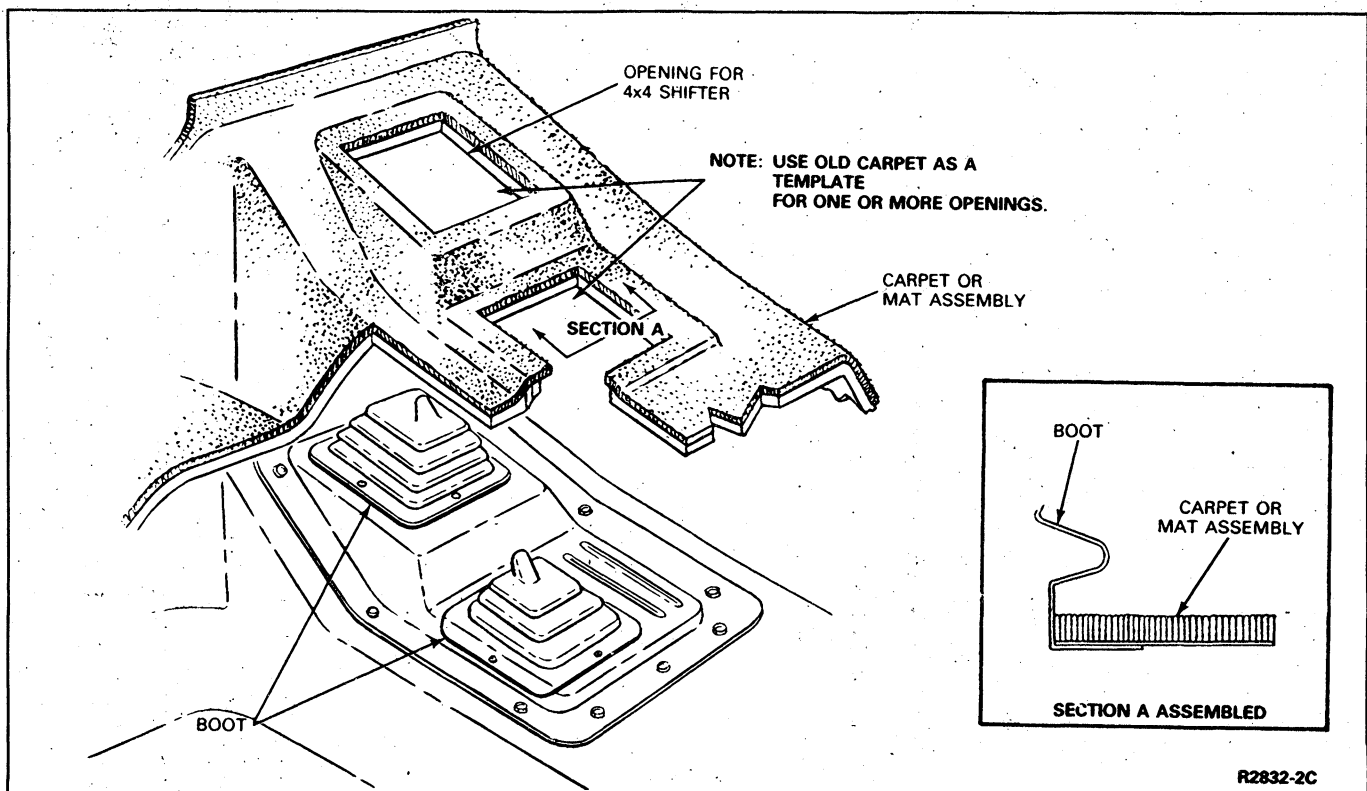 OPENING FOR
4x4 SHIFTER
NOTE: USE OLD CARPET AS A
TEMPLATE
FOR ONE OR MORE OPENINGS.
CARPET OR
MAT ASSEMBLY
SECTION A
BOOT
BOOT
CARPET OR
MAT ASSEMBLY
SECTION A ASSEMBLED
R2832-2C